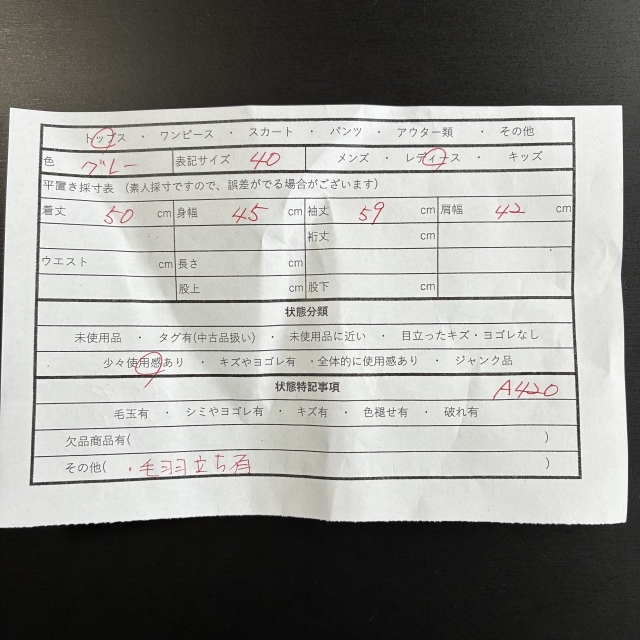 トップス ・ ワンピース ・ スカート ・ パンツ ・ アウター類 ・ その他
色 グレー 表記サイズ 40 メンズ ・ レディース ・ キッズ
平置き採寸表 (素人採寸ですので、誤差がでる場合がございます)
着丈 50 cm 身幅 45 cm 袖丈 59 cm 肩幅 42 cm
裄丈 cm
ウエスト cm 長さ cm
股上 cm 股下 cm
状態分類
未使用品 ・ タグ有(中古品扱い) ・ 未使用に近い ・ 目立ったキズ・ヨゴレなし
少々使用感あり ・ キズやヨゴレ有 ・全体的に使用感あり ・ ジャンク品
状態特記事項 A420
毛玉有 ・ シミやヨゴレ有 ・ キズ有 ・ 色褪せ有 ・ 破れ有
欠品商品有( )
その他( ・毛羽立ち有 )